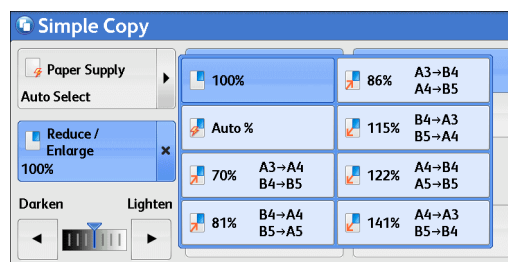 Simple Copy
Paper Supply
Auto Select
Reduce /
Enlarge
100%
Darken Lighten
100%
Auto %
70% A3→A4
B4→B5
81% B4→A4
B5→A5
86% A3→B4
A4→B5
115% B4→A3
B5→A4
122% A4→B4
A5→B5
141% A4→A3
B5→B4